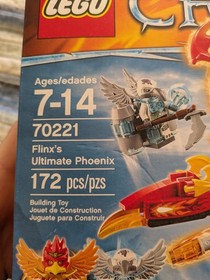 LEGO
Ages/edades
7-14
70221
Flinx's
Ultimate Phoenix
172 pcs/pzs
Building Toy
Jouet de Construction
Juguete para Construir